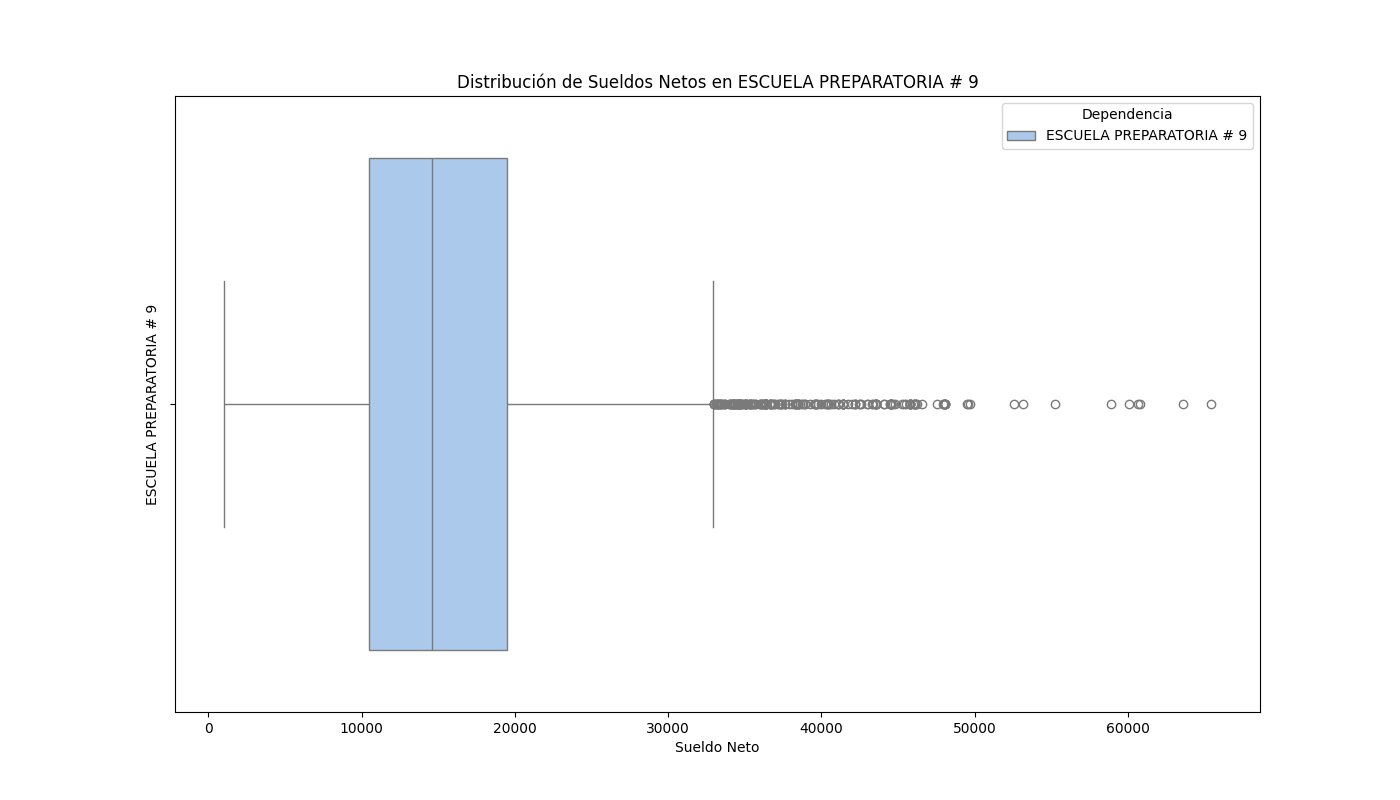 Distribución de Sueldos Netos en ESCUELA PREPARATORIA # 9
Dependencia
ESCUELA PREPARATORIA # 9
ESCUELA PREPARATORIA # 9
0 10000 20000 30000 40000 50000 60000
Sueldo Neto